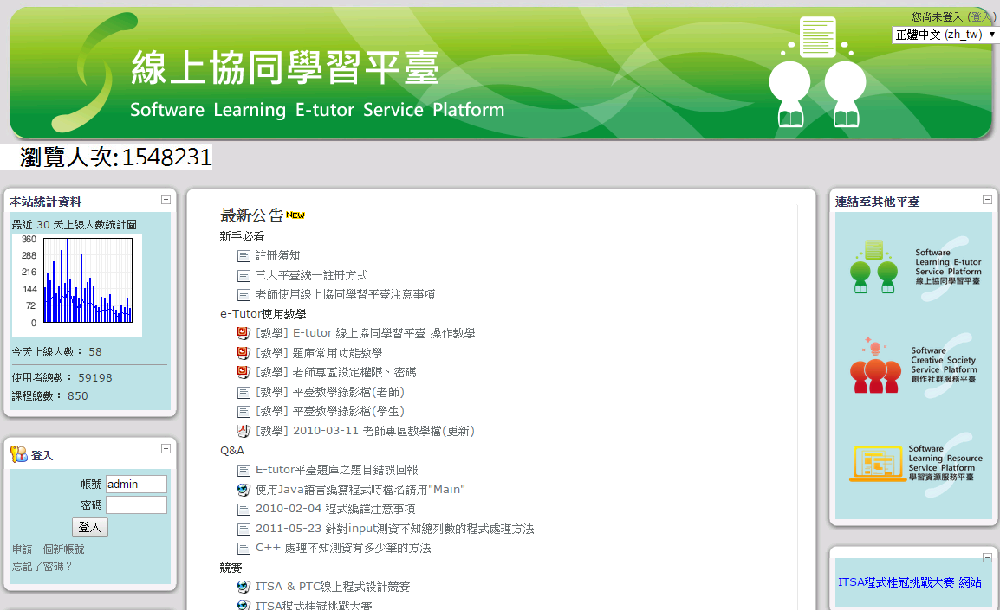 您尚未登入 (登入)
正體中文 (zh_tw)
線上協同學習平臺
Software Learning E-tutor Service Platform
瀏覽人次:1548231
本站統計資料
最近 30 天上線人數統計圖
360
288
216
144
72
0
今天上線人數： 58
使用者總數： 59198
課程總數： 850
登入
帳號 admin
密碼
登入
申請一個新帳號
忘記了密碼？
最新公告 NEW
新手必看
註冊須知
三大平臺統一註冊方式
老師使用線上協同學習平臺注意事項
e-Tutor使用教學
[教學] E-tutor 線上協同學習平臺 操作教學
[教學] 題庫常用功能教學
[教學] 老師專區設定權限、密碼
[教學] 平臺教學錄影檔(老師)
[教學] 平臺教學錄影檔(學生)
[教學] 2010-03-11 老師專區教學檔(更新)
Q&A
E-tutor平臺題庫之題目錯誤回報
使用Java語言編寫程式時檔名請用"Main"
2010-02-04 程式編譯注意事項
2011-05-23 針對input測資不知總列數的程式處理方法
C++ 處理不知測資有多少筆的方法
競賽
ITSA & PTC線上程式設計競賽
ITSA程式桂冠挑戰大賽
連結至其他平臺
Software
Learning E-tutor
Service Platform
線上協同學習平臺
Software
Creative Society
Service Platform
創作社群服務平臺
Software
Learning Resource
Service Platform
學習資源服務平臺
ITSA程式桂冠挑戰大賽 網站